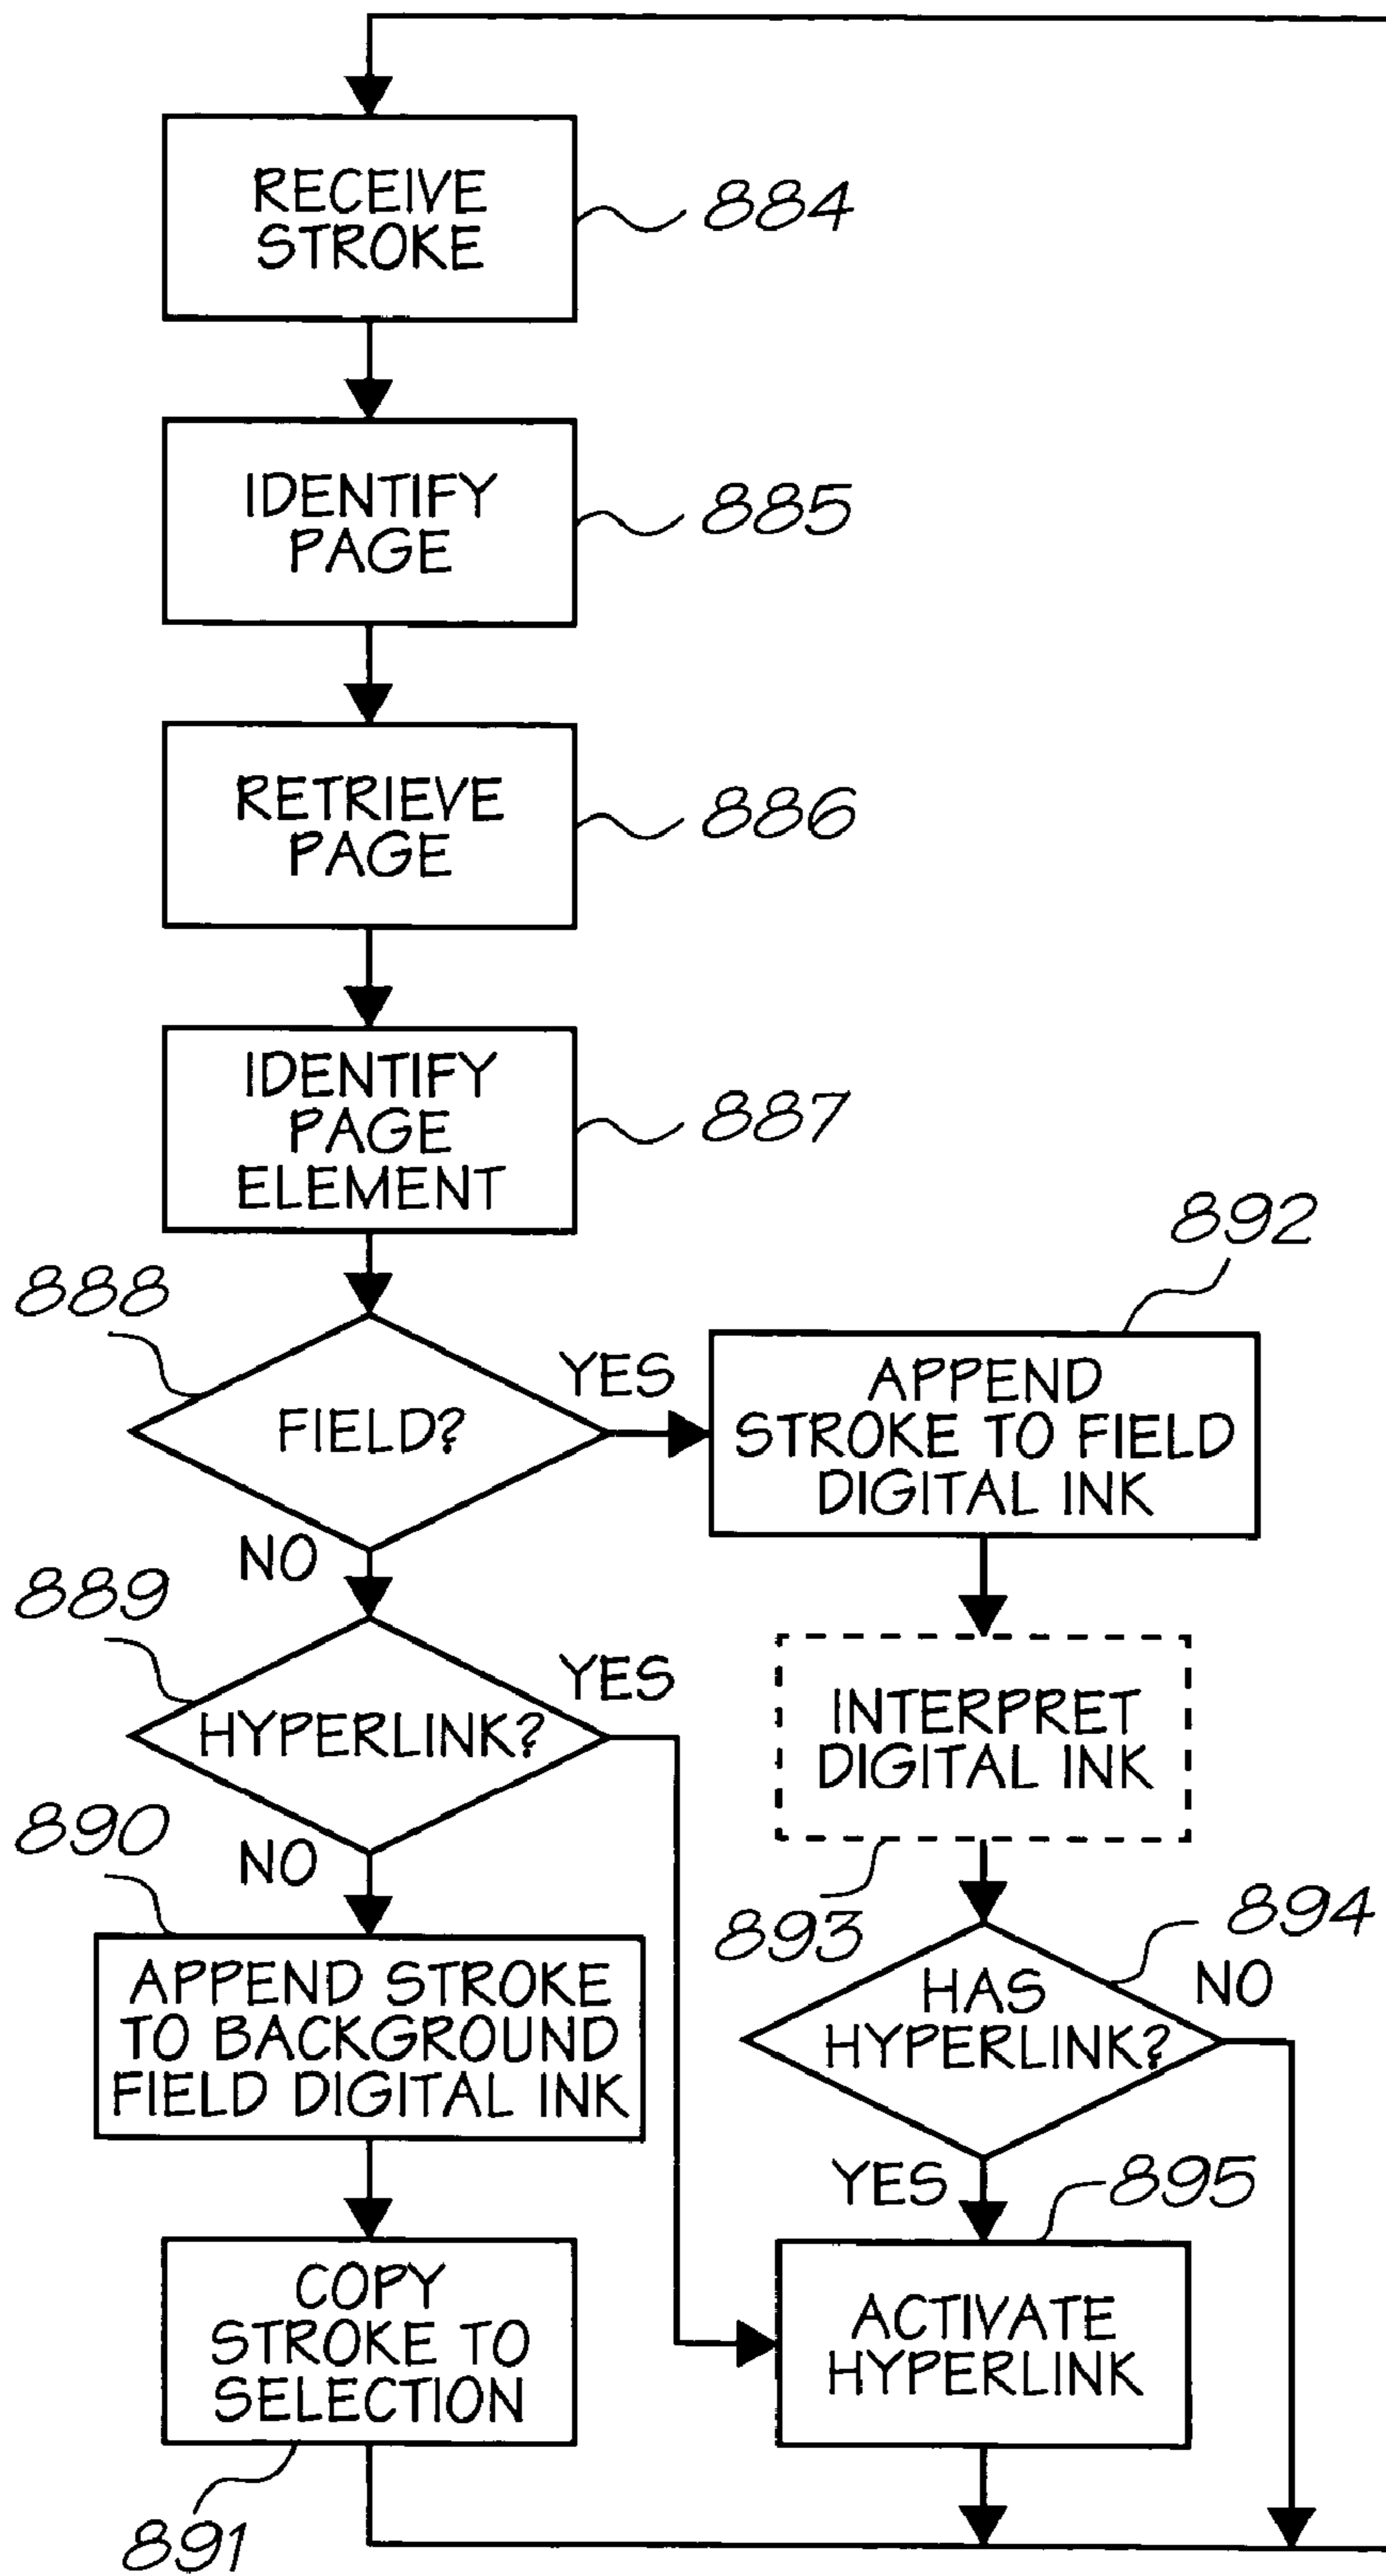 RECEIVE
STROKE
884
IDENTIFY
PAGE
885
RETRIEVE
PAGE
886
IDENTIFY
PAGE
ELEMENT
887
888
FIELD?
YES
NO
892
APPEND
STROKE TO FIELD
DIGITAL INK
889
HYPERLINK?
YES
NO
INTERPRET
DIGITAL INK
893
890
APPEND STROKE
TO BACKGROUND
FIELD DIGITAL INK
894
HAS
HYPERLINK?
NO
YES
895
COPY
STROKE TO
SELECTION
891
ACTIVATE
HYPERLINK